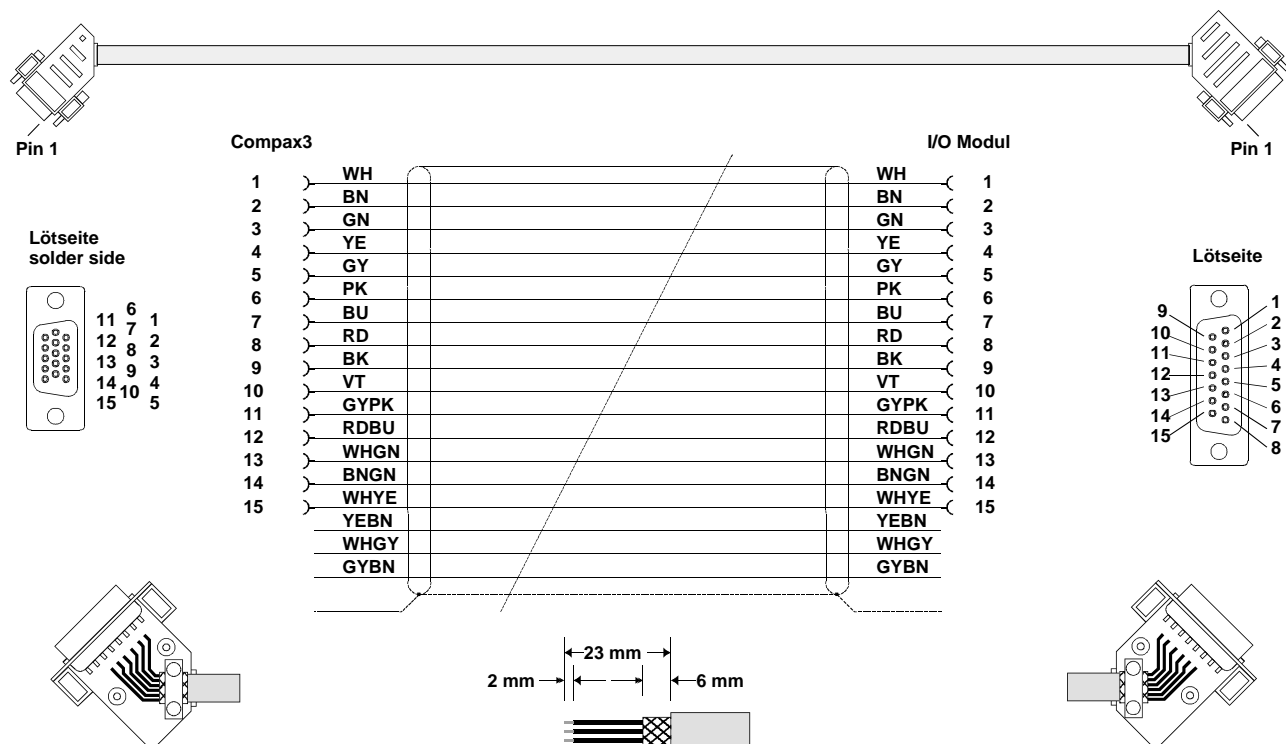 Pin 1
Pin 1
Compax3
I/O Modul
1 WH WH 1
2 BN BN 2
3 GN GN 3
4 YE YE 4
5 GY GY 5
6 PK PK 6
7 BU BU 7
8 RD RD 8
9 BK BK 9
10 VT VT 10
11 GYPK GYPK 11
12 RDBU RDBU 12
13 WHGN WHGN 13
14 BNGN BNGN 14
15 WHYE WHYE 15
YEBN YEBN
WHGY WHGY
GYBN GYBN
Lötseite
solder side
6
11 1
7
12 2
8
13 3
9
14 4
10
15 5
Lötseite
1
9
2
10
3
11
4
12
5
13
6
14
7
15
8
23 mm
2 mm
6 mm